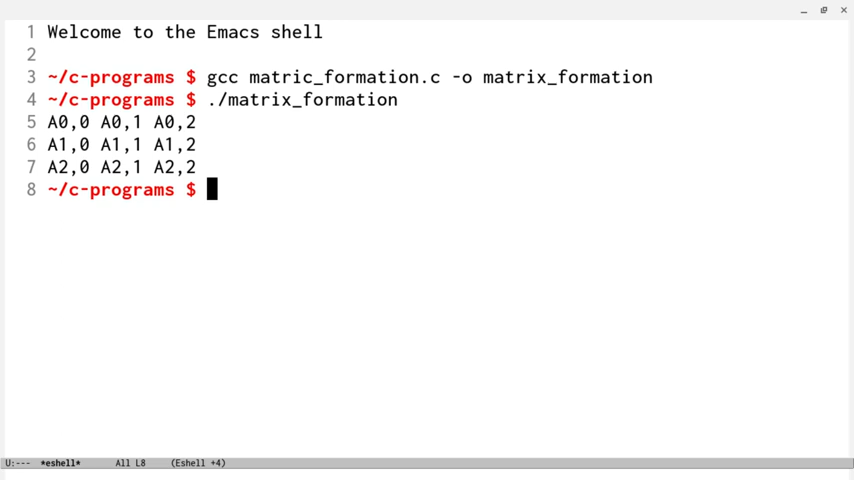 1 Welcome to the Emacs shell
2
3 ~/c-programs $ gcc matric_formation.c -o matrix_formation
4 ~/c-programs $ ./matrix_formation
5 A0,0 A0,1 A0,2
6 A1,0 A1,1 A1,2
7 A2,0 A2,1 A2,2
8 ~/c-programs $
U:--- *eshell* All L8 (Eshell +4)